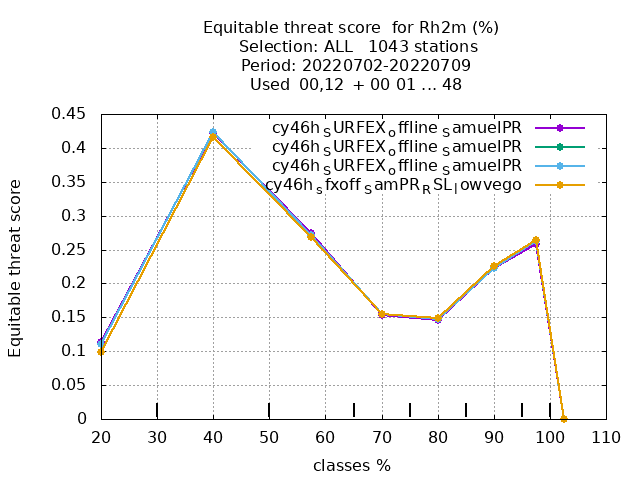 Equitable threat score  for Rh2m (%)
Selection: ALL   1043 stations
Period: 20220702-20220709
Used  00,12  + 00 01 ... 48
cy46h_SURFEX_offline_SamuelPR
cy46h_SURFEX_offline_SamuelPR
cy46h_SURFEX_offline_SamuelPR
cy46h_sfxoff_SamPR_RSL_lowvego
Equitable threat score
0.45
0.4
0.35
0.3
0.25
0.2
0.15
0.1
0.05
0
20 30 40 50 60 70 80 90 100 110
classes %